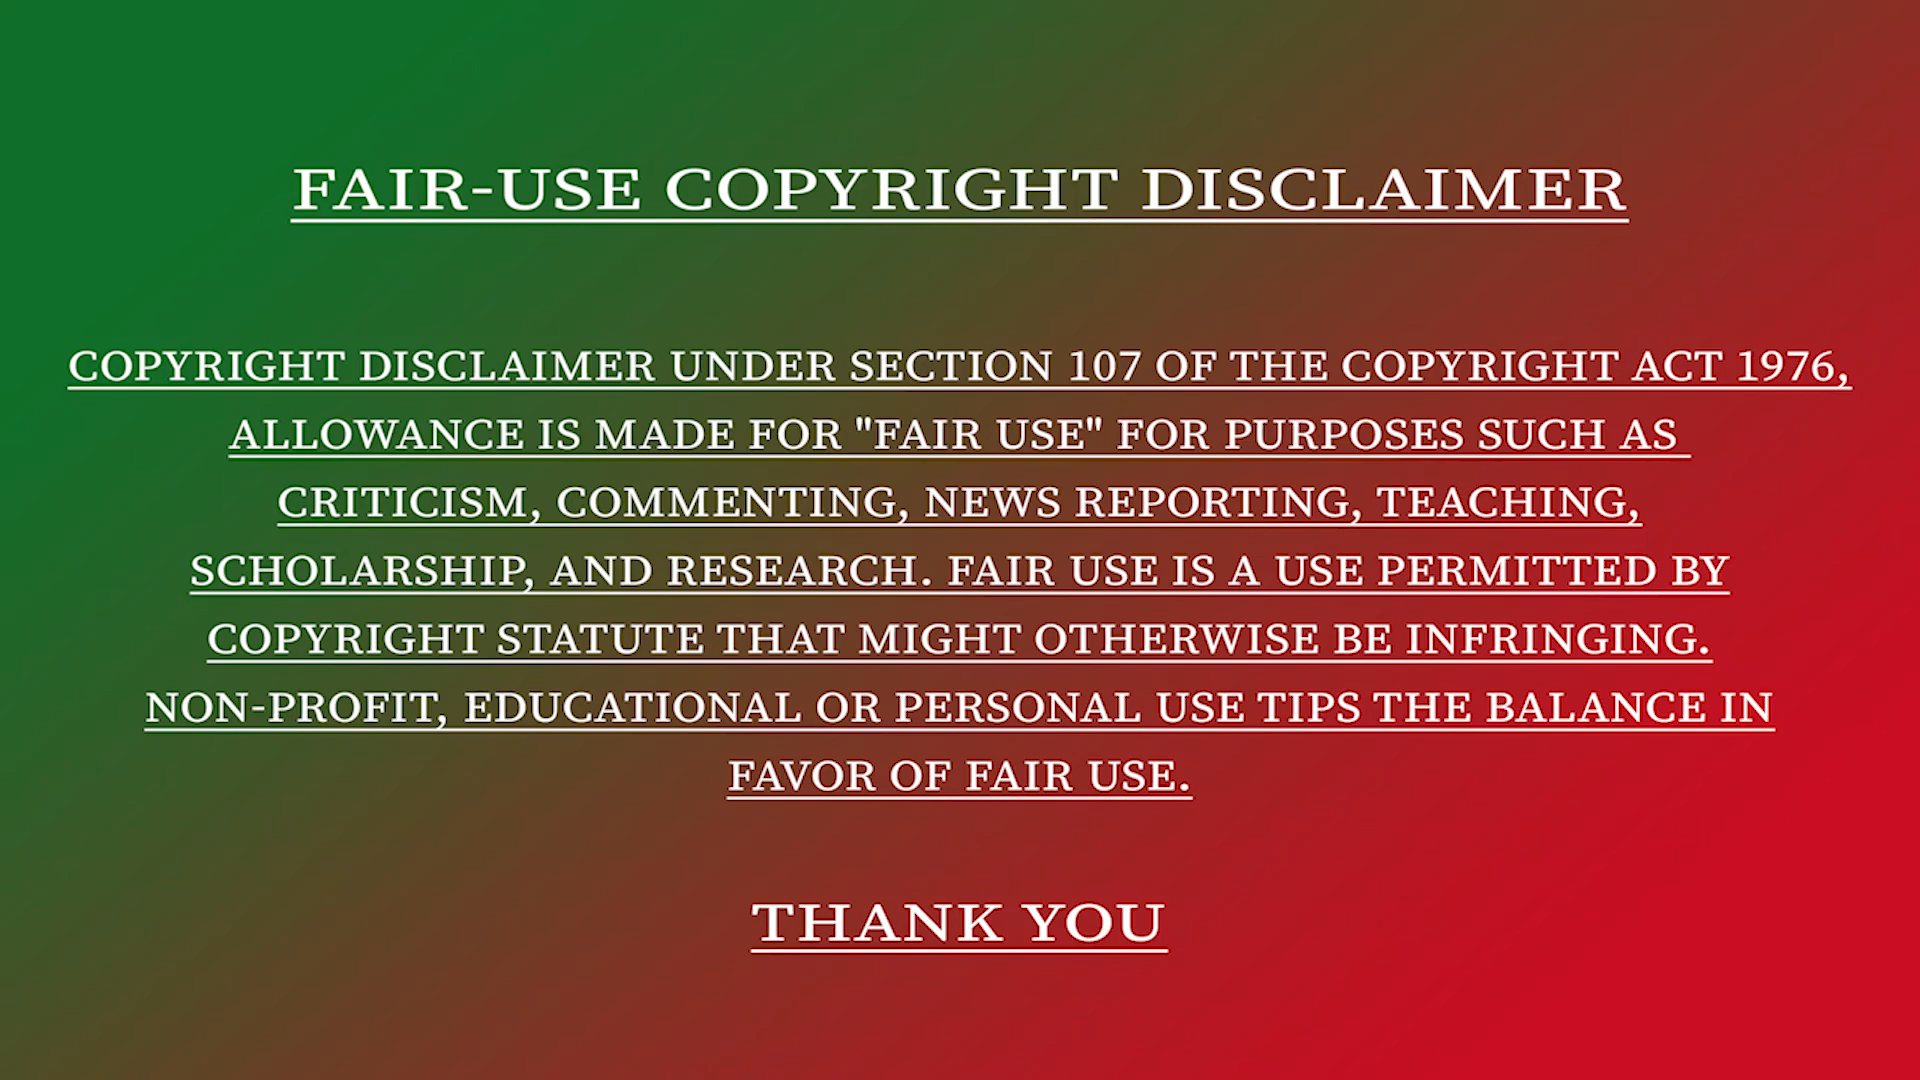 FAIR-USE COPYRIGHT DISCLAIMER
COPYRIGHT DISCLAIMER UNDER SECTION 107 OF THE COPYRIGHT ACT 1976,
ALLOWANCE IS MADE FOR "FAIR USE" FOR PURPOSES SUCH AS
CRITICISM, COMMENTING, NEWS REPORTING, TEACHING,
SCHOLARSHIP, AND RESEARCH. FAIR USE IS A USE PERMITTED BY
COPYRIGHT STATUTE THAT MIGHT OTHERWISE BE INFRINGING.
NON-PROFIT, EDUCATIONAL OR PERSONAL USE TIPS THE BALANCE IN
FAVOR OF FAIR USE.
THANK YOU